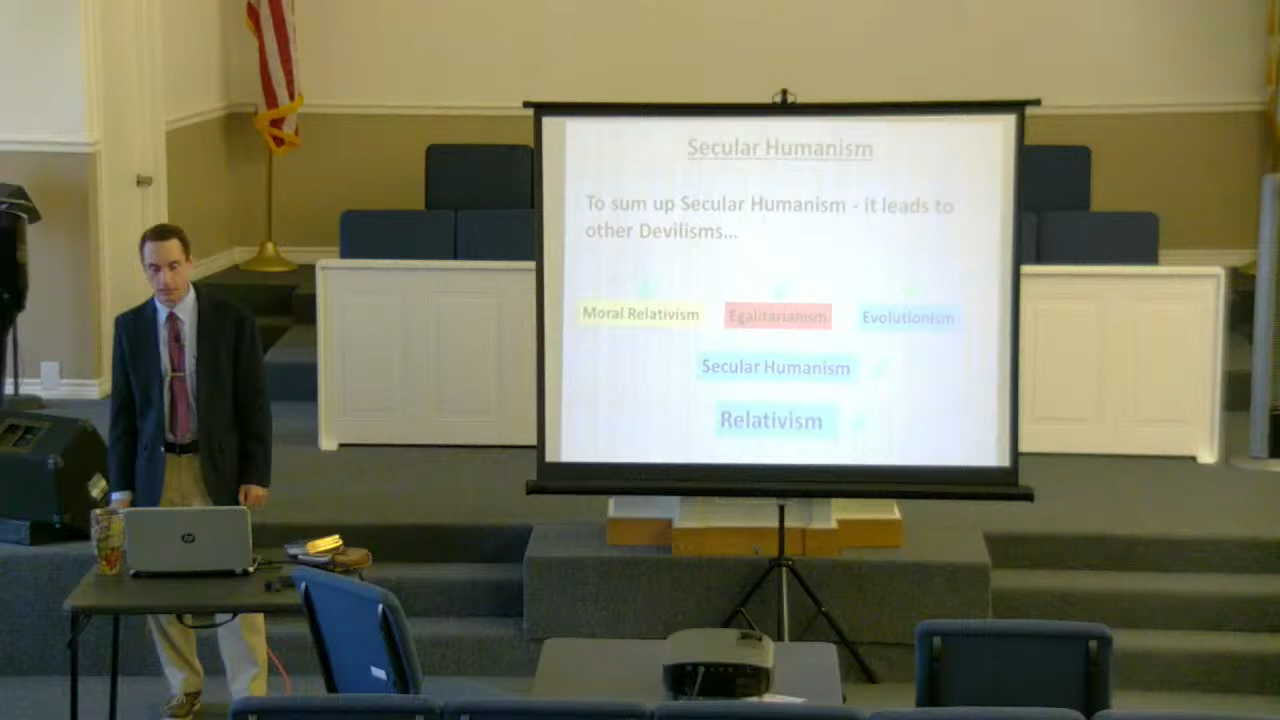 Secular Humanism
To sum up Secular Humanism - it leads to
other Devilisms...
Moral Relativism Egalitarianism Evolutionism
Secular Humanism
Relativism
hp